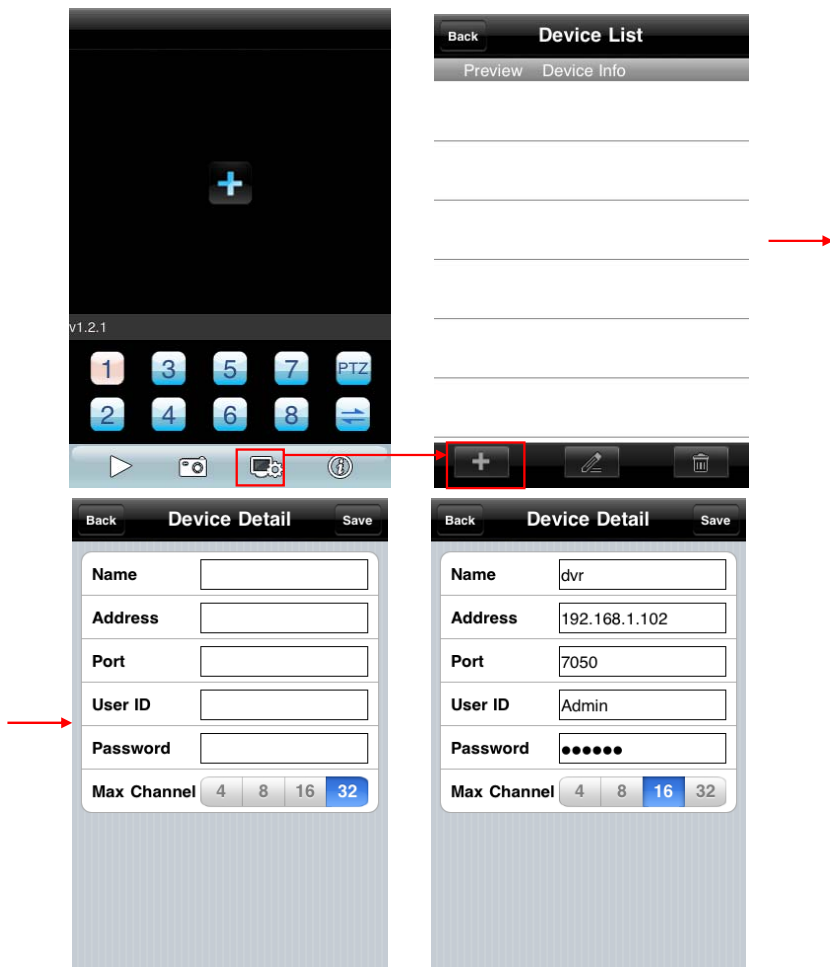 v1.2.1
1 3 5 7 PTZ
2 4 6 8
Back Device List
Preview Device Info
Back Device Detail Save
Name
Address
Port
User ID
Password
Max Channel 4 8 16 32
Back Device Detail Save
Name dvr
Address 192.168.1.102
Port 7050
User ID Admin
Password ●●●●●●
Max Channel 4 8 16 32